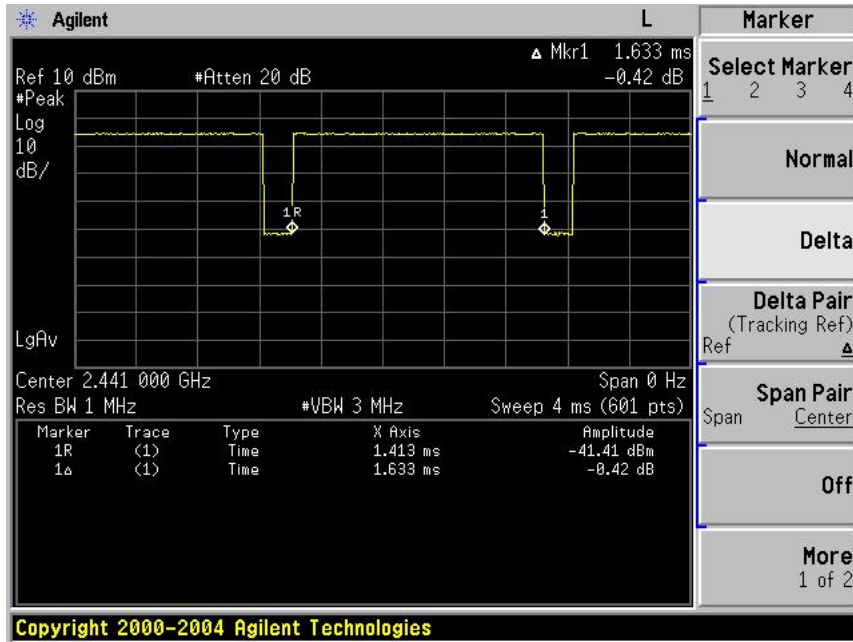 Agilent
L
Marker
Δ Mkr1 1.633 ms
Ref 10 dBm #Atten 20 dB -0.42 dB
#Peak
Log
10
dB/
1R
1
LgAv
Center 2.441 000 GHz Span 0 Hz
Res BW 1 MHz #VBW 3 MHz Sweep 4 ms (601 pts)
Marker Trace Type X Axis Amplitude
1R (1) Time 1.413 ms -41.41 dBm
1Δ (1) Time 1.633 ms -0.42 dB
Select Marker
1 2 3 4
Normal
Delta
Delta Pair
(Tracking Ref)
Ref Δ
Span Pair
Span Center
Off
More
1 of 2
Copyright 2000-2004 Agilent Technologies